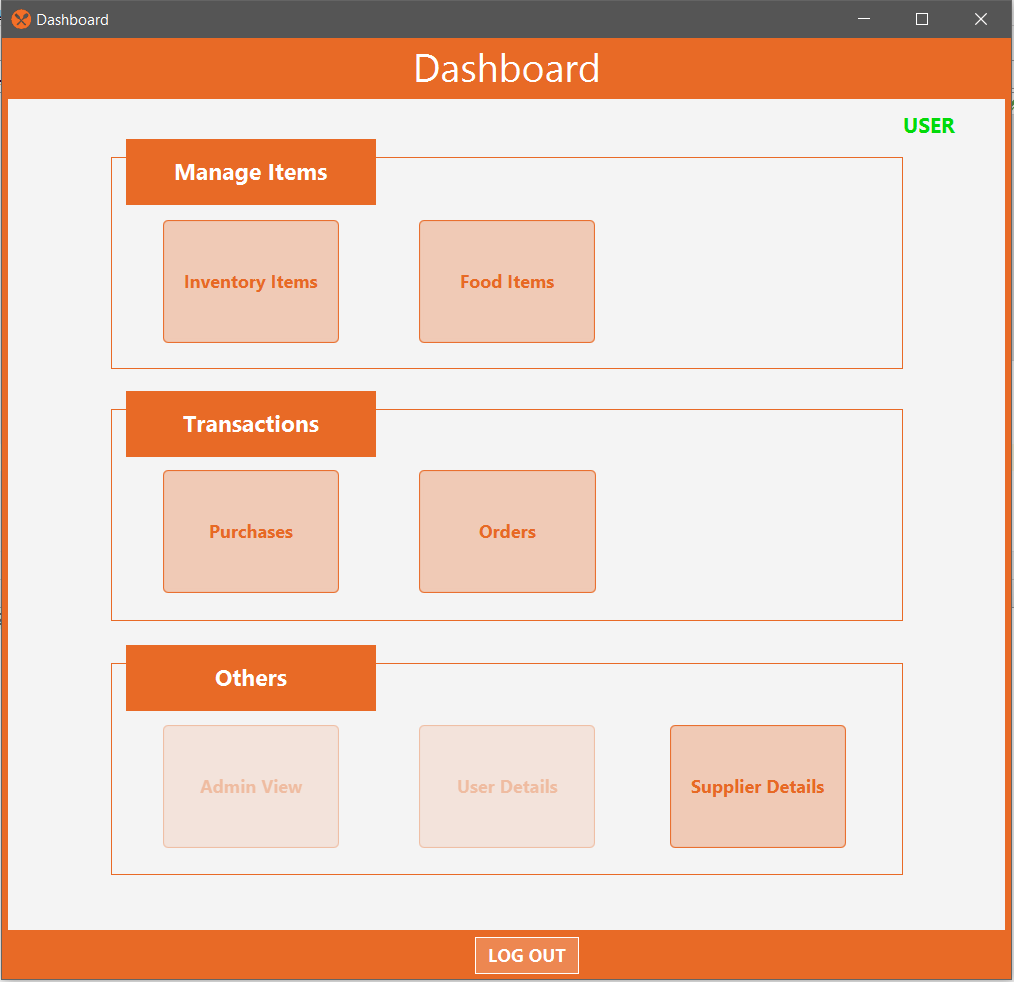 Dashboard
Dashboard
USER
Manage Items
Inventory Items
Food Items
Transactions
Purchases
Orders
Others
Admin View
User Details
Supplier Details
LOG OUT